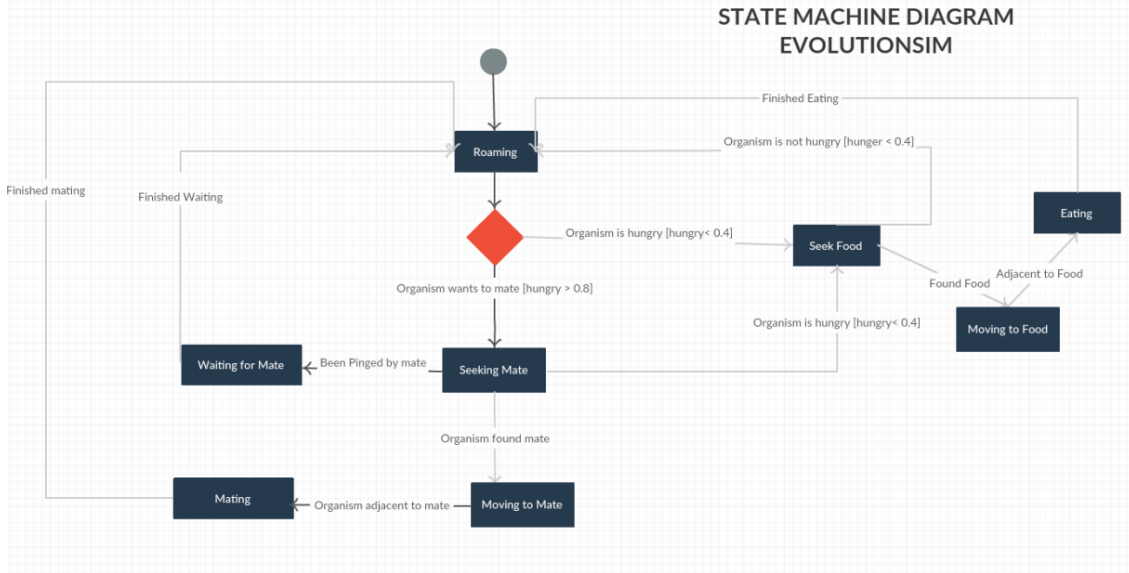 STATE MACHINE DIAGRAM
EVOLUTIONSIM
Finished Eating
Organism is not hungry [hunger < 0.4]
Roaming
Finished mating
Finished Waiting
Eating
Organism is hungry [hungry< 0.4]
Seek Food
Adjacent to Food
Found Food
Organism wants to mate [hungry > 0.8]
Organism is hungry [hungry< 0.4]
Moving to Food
Waiting for Mate
Been Pinged by mate
Seeking Mate
Organism found mate
Mating
Organism adjacent to mate
Moving to Mate